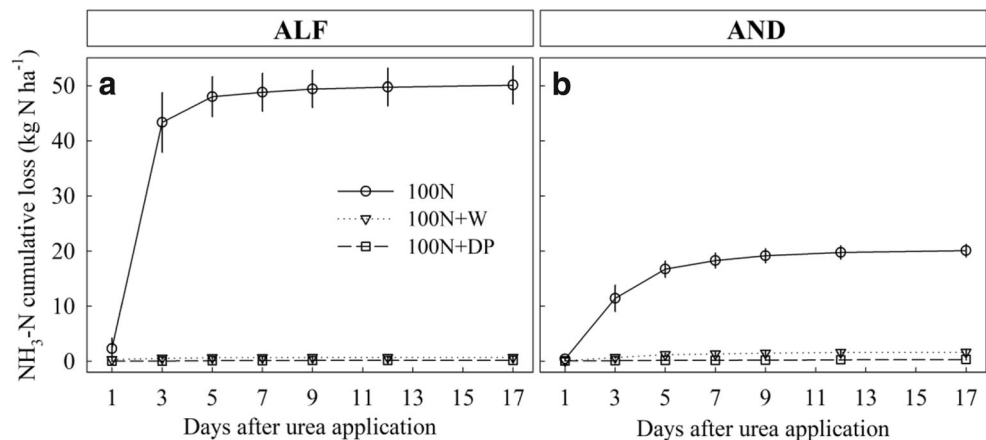 ALF
AND
NH₃-N cumulative loss (kg N ha⁻¹)
a
b
50
40
30
20
10
0
100N
100N+W
100N+DP
1 3 5 7 9 11 13 15 17
1 3 5 7 9 11 13 15 17
Days after urea application
Days after urea application